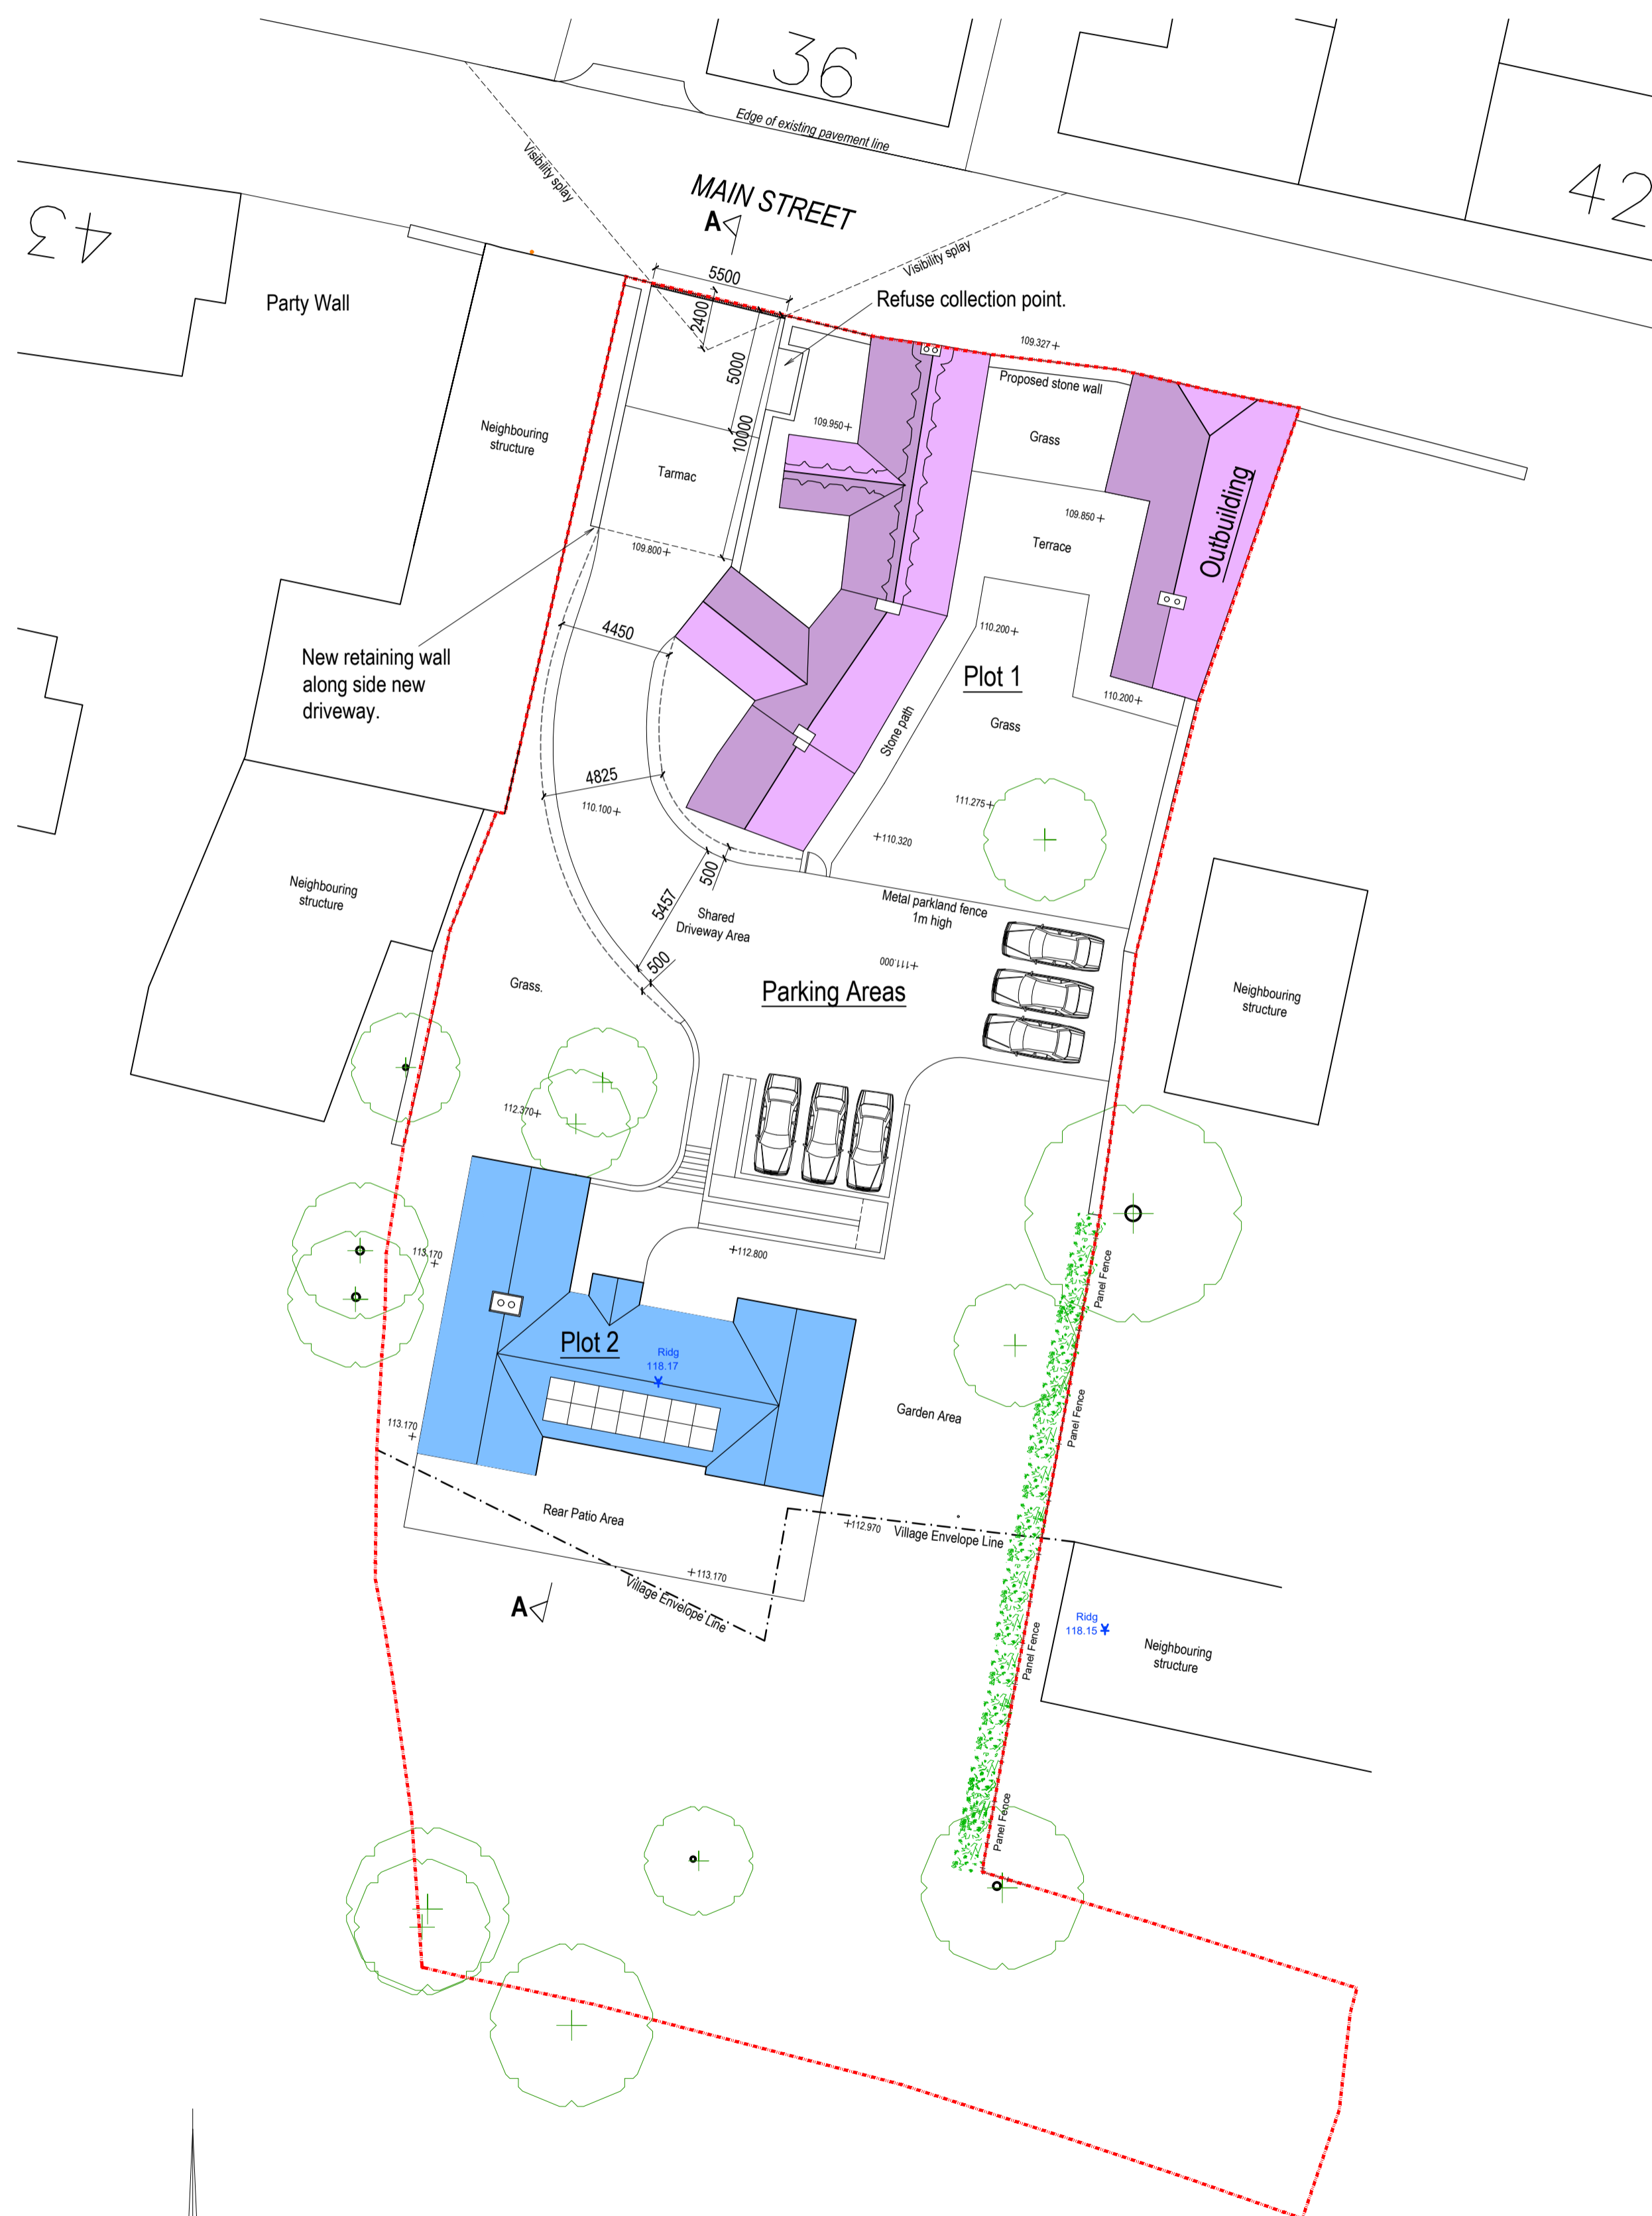 36
Edge of existing pavement line
42
Visibility splay
MAIN STREET
A
43
Visibility splay
Party Wall
5500
Refuse collection point.
2400
109.327
5000
Proposed stone wall
109.950
Neighbouring
structure
10000
Grass
Tarmac
Outbuilding
109.850
Terrace
109.800
4450
110.200
New retaining wall
along side new
driveway.
Plot 1
110.200
Grass
Stone path
4825
110.100
111.275
110.320
500
Neighbouring
structure
5457
Metal parkland fence
1m high
Shared
Driveway Area
500
111.000
Grass.
Parking Areas
Neighbouring
structure
112.370
113.170
112.800
Panel Fence
Plot 2
Ridg
118.17
Garden Area
Panel Fence
113.170
Rear Patio Area
112.970
Village Envelope Line
113.170
Village Envelope Line
A
Ridg
118.15
Panel Fence
Neighbouring
structure
Panel Fence